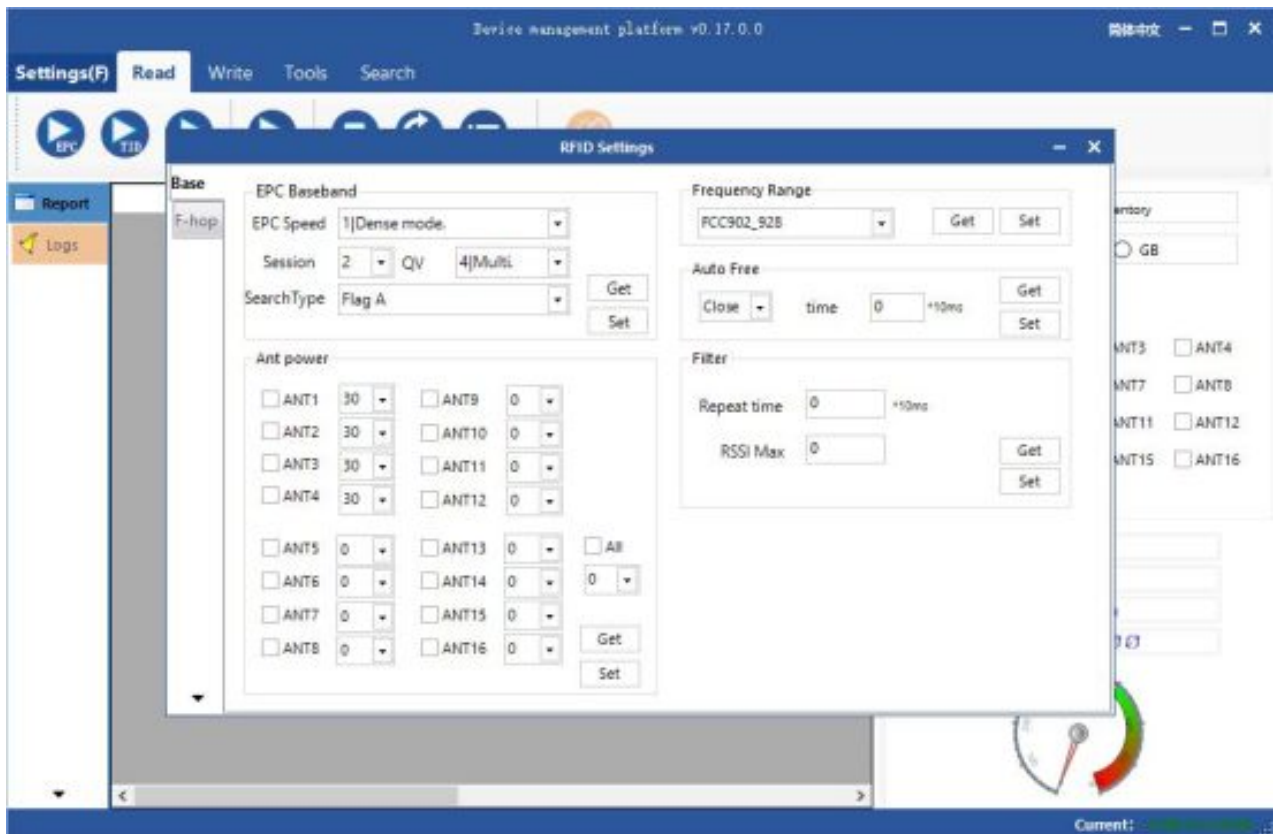 Device management platform v0.17.0.0
简体中文
Settings(F) Read Write Tools Search
EPC TID
RFID Settings
Base
F-hop
Report
Logs
EPC Baseband
EPC Speed 1|Dense mode.
Session 2 QV 4|Multi.
SearchType Flag A
Get
Set
Frequency Range
FCC902_928 Get Set
Auto Free
Close time 0 *10ms
Get
Set
Ant power
ANT1 30 ANT9 0
ANT2 30 ANT10 0
ANT3 30 ANT11 0
ANT4 30 ANT12 0
ANT5 0 ANT13 0 All
ANT6 0 ANT14 0 0
ANT7 0 ANT15 0
ANT8 0 ANT16 0
Get
Set
Filter
Repeat time 0 *10ms
RSSI Max 0
Get
Set
entory
GB
ANT3 ANT4
ANT7 ANT8
ANT11 ANT12
ANT15 ANT16
Current: